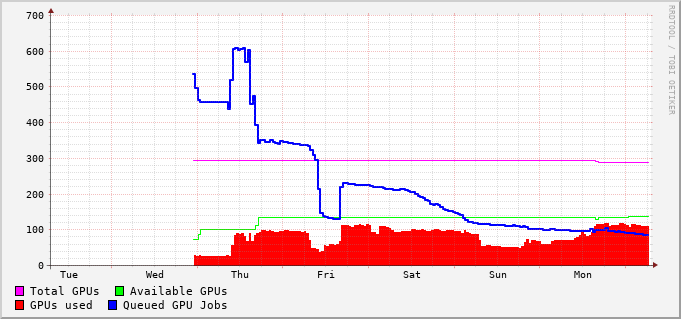 700
600
500
400
300
200
100
0
Tue Wed Thu Fri Sat Sun Mon
Total GPUs Available GPUs
GPUs used Queued GPU Jobs
RRDTOOL / TOBI OETIKER